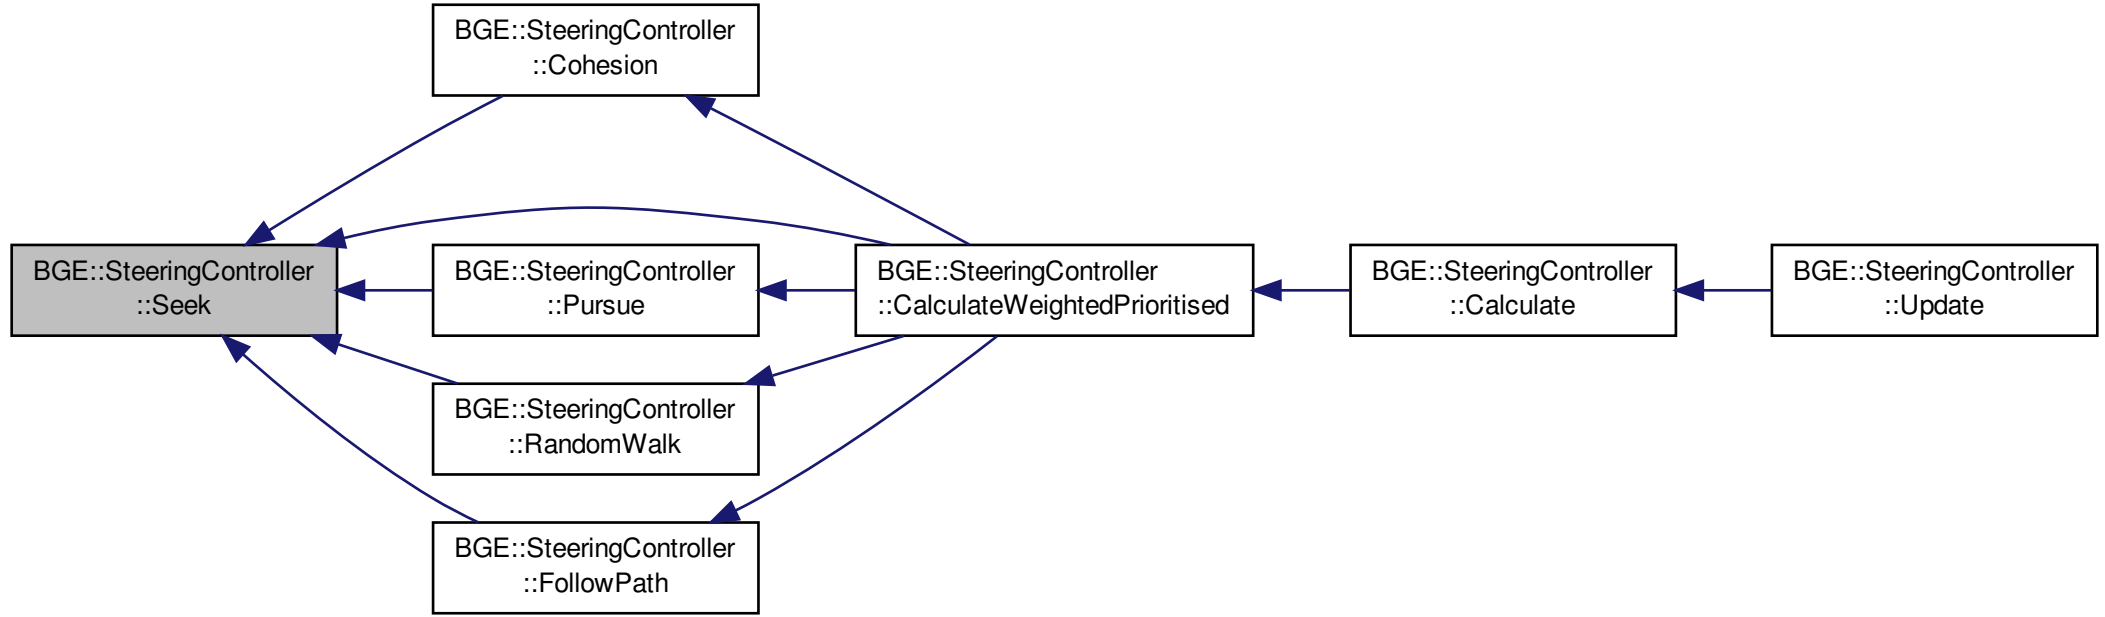 BGE::SteeringController
::Cohesion
BGE::SteeringController
::Seek
BGE::SteeringController
::Pursue
BGE::SteeringController
::CalculateWeightedPrioritised
BGE::SteeringController
::Calculate
BGE::SteeringController
::Update
BGE::SteeringController
::RandomWalk
BGE::SteeringController
::FollowPath